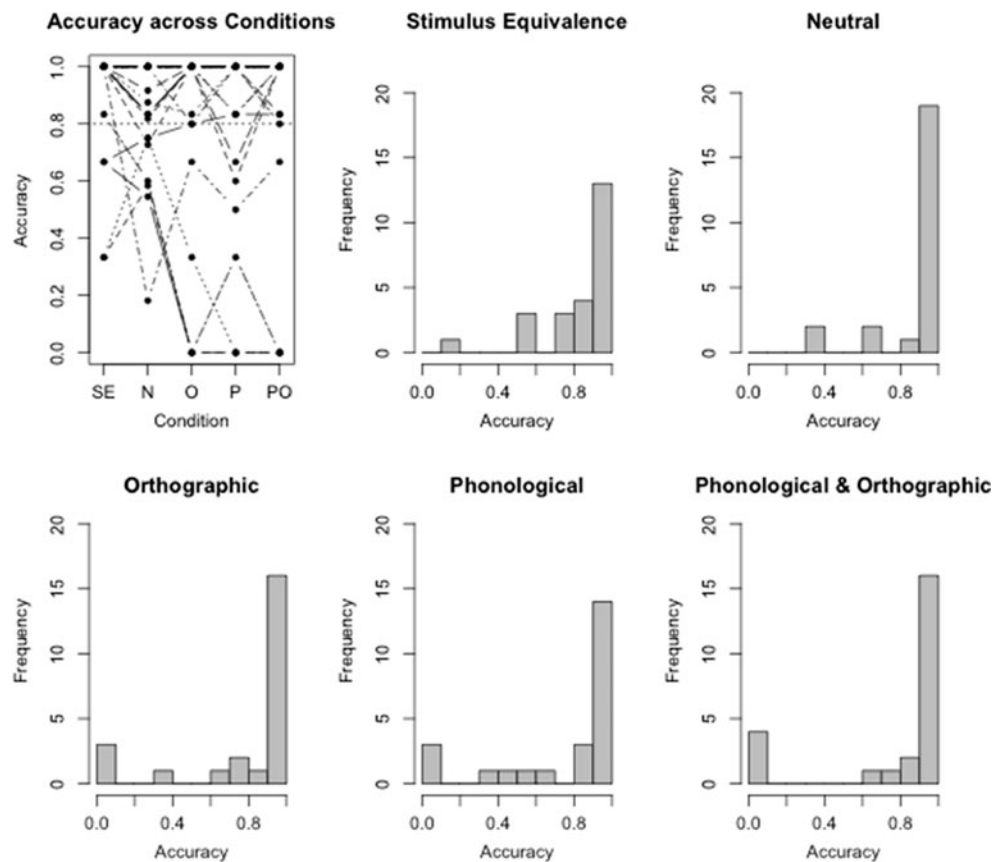 Accuracy across Conditions
1.0
0.8
0.6
0.4
0.2
0.0
Accuracy
SE N O P PO
Condition
Stimulus Equivalence
20
15
10
5
0
Frequency
0.0 0.4 0.8
Accuracy
Neutral
20
15
10
5
0
Frequency
0.0 0.4 0.8
Accuracy
Orthographic
20
15
10
5
0
Frequency
0.0 0.4 0.8
Accuracy
Phonological
20
15
10
5
0
Frequency
0.0 0.4 0.8
Accuracy
Phonological & Orthographic
20
15
10
5
0
Frequency
0.0 0.4 0.8
Accuracy